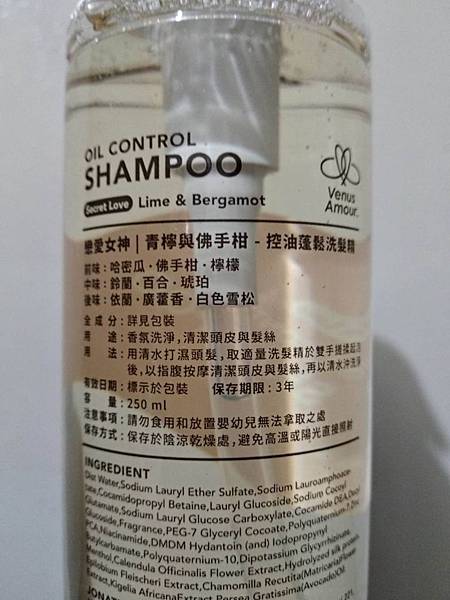 OIL CONTROL
SHAMPOO
Secret Love Lime & Bergamot
Venus
Amour
戀愛女神 | 青檸與佛手柑 - 控油蓬鬆洗髮精
前味：哈密瓜·佛手柑·檸檬
中味：鈴蘭·百合·琥珀
後味：依蘭·廣藿香·白色雪松
全成分：詳見包裝
用途：香氛洗淨，清潔頭皮與髮絲
用法：用清水打濕頭髮，取適量洗髮精於雙手搓揉起泡
後，以指腹按摩清潔頭皮與髮絲，再以清水沖洗淨
有效日期：標示於包裝 保存期限：3年
容量：250 ml
注意事項：請勿食用和放置嬰幼兒無法拿取之處
保存方式：保存於陰涼乾燥處，避免高溫或陽光直接照射
INGREDIENT
Dist Water,Sodium Lauryl Ether Sulfate,Sodium Lauroamphoace-
tate,Cocamidopropyl Betaine,Lauryl Glucoside,Sodium Cocoyl
Glutamate,Sodium Lauryl Glucose Carboxylate,Cocamide DEA,
Glucoside,Fragrance,PEG-7 Glyceryl Cocoate,Polyquaternium-7,Zinc
PCA,Niacinamide,DMDM Hydantoin (and) Iodopropynyl
Butylcarbamate,Polyquaternium-10,Dipotassium Glycyrrhizinate,
Menthol,Calendula Officinalis Flower Extract,Hydrolyzed silk protein,
Epilobium Fleischeri Extract,Chamomilla Recutita(Matricaria)Flower
Extract,Kigelia AfricanaExtract,Persea Gratissima(Avocado)Oil